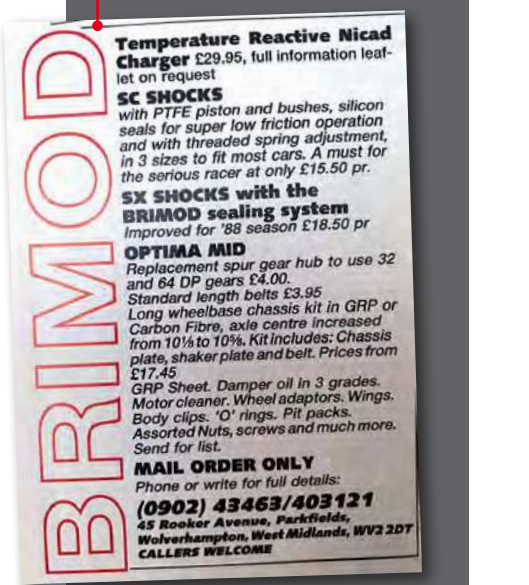 BRIMOD
Temperature Reactive Nicad
Charger £29.95, full information leaf-
let on request
SC SHOCKS
with PTFE piston and bushes, silicon
seals for super low friction operation
and with threaded spring adjustment,
in 3 sizes to fit most cars. A must for
the serious racer at only £15.50 pr.
SX SHOCKS with the
BRIMOD sealing system
Improved for '88 season £18.50 pr
OPTIMA MID
Replacement spur gear hub to use 32
and 64 DP gears £4.00.
Standard length belts £3.95
Long wheelbase chassis kit in GRP or
Carbon Fibre, axle centre increased
from 10⅛ to 10⅝. Kit includes: Chassis
plate, shaker plate and belt. Prices from
£17.45
GRP Sheet. Damper oil in 3 grades.
Motor cleaner. Wheel adaptors. Wings.
Body clips. 'O' rings. Pit packs.
Assorted Nuts, screws and much more.
Send for list.
MAIL ORDER ONLY
Phone or write for full details:
(0902) 43463/403121
45 Rooker Avenue, Parkfields,
Wolverhampton, West Midlands, WV2 2DT
CALLERS WELCOME